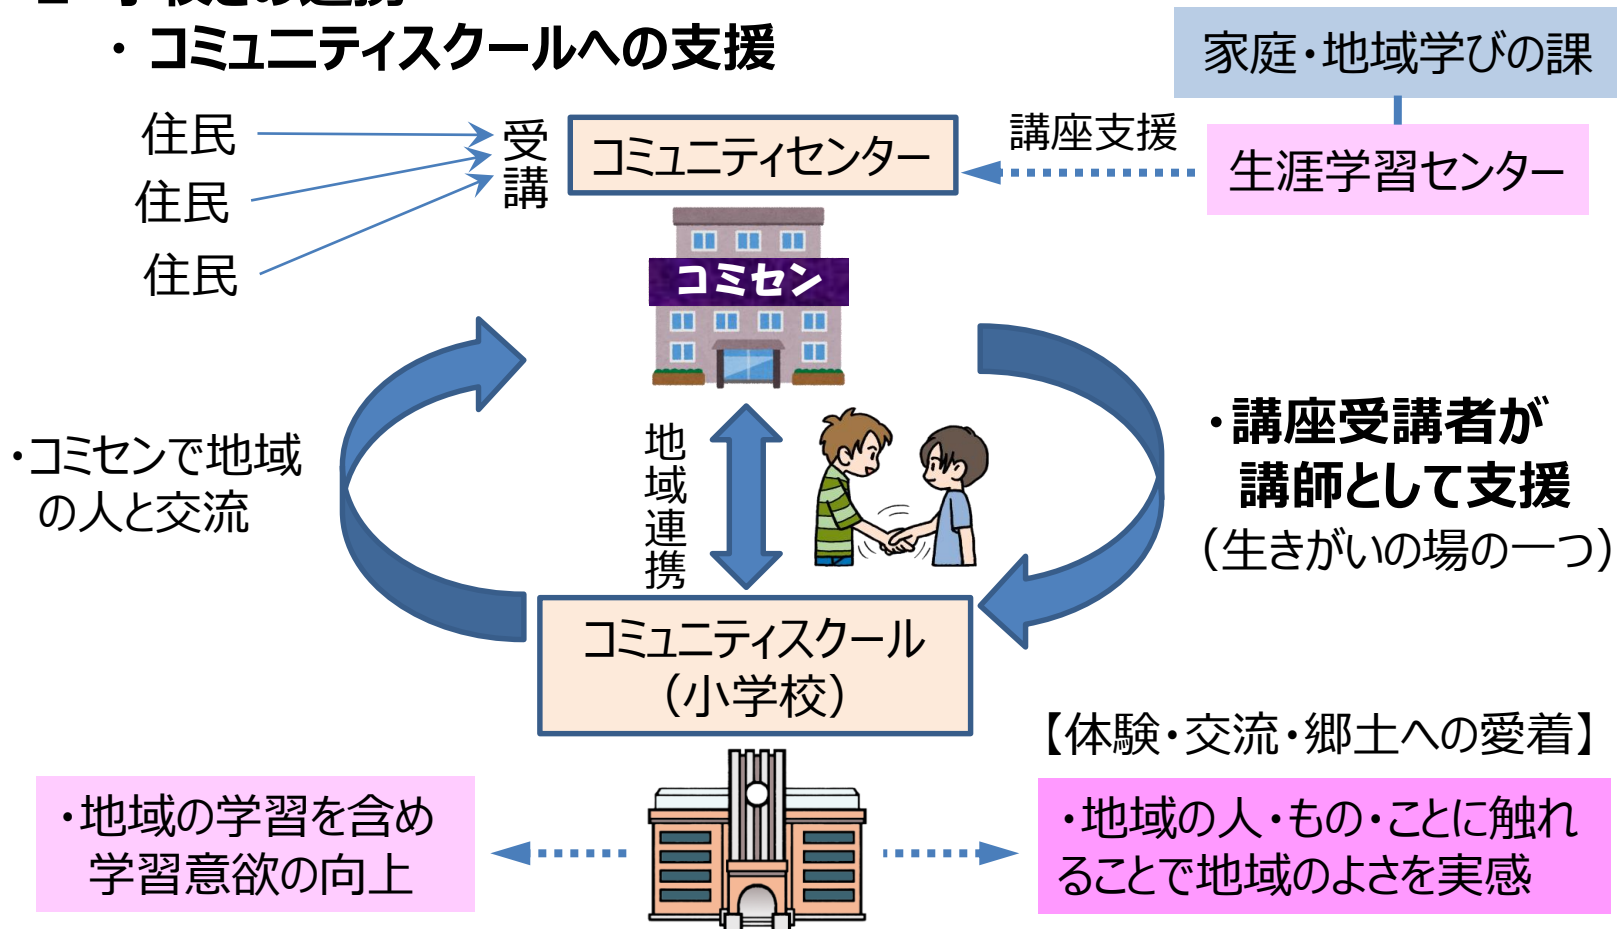 ・コミュニティスクールへの支援
家庭・地域学びの課
住民
住民
住民
受講
コミュニティセンター
講座支援
生涯学習センター
コミセン
・コミセンで地域
の人と交流
地域連携
・講座受講者が
講師として支援
（生きがいの場の一つ）
コミュニティスクール
（小学校）
【体験・交流・郷土への愛着】
・地域の学習を含め
学習意欲の向上
・地域の人・もの・ことに触れ
ることで地域のよさを実感